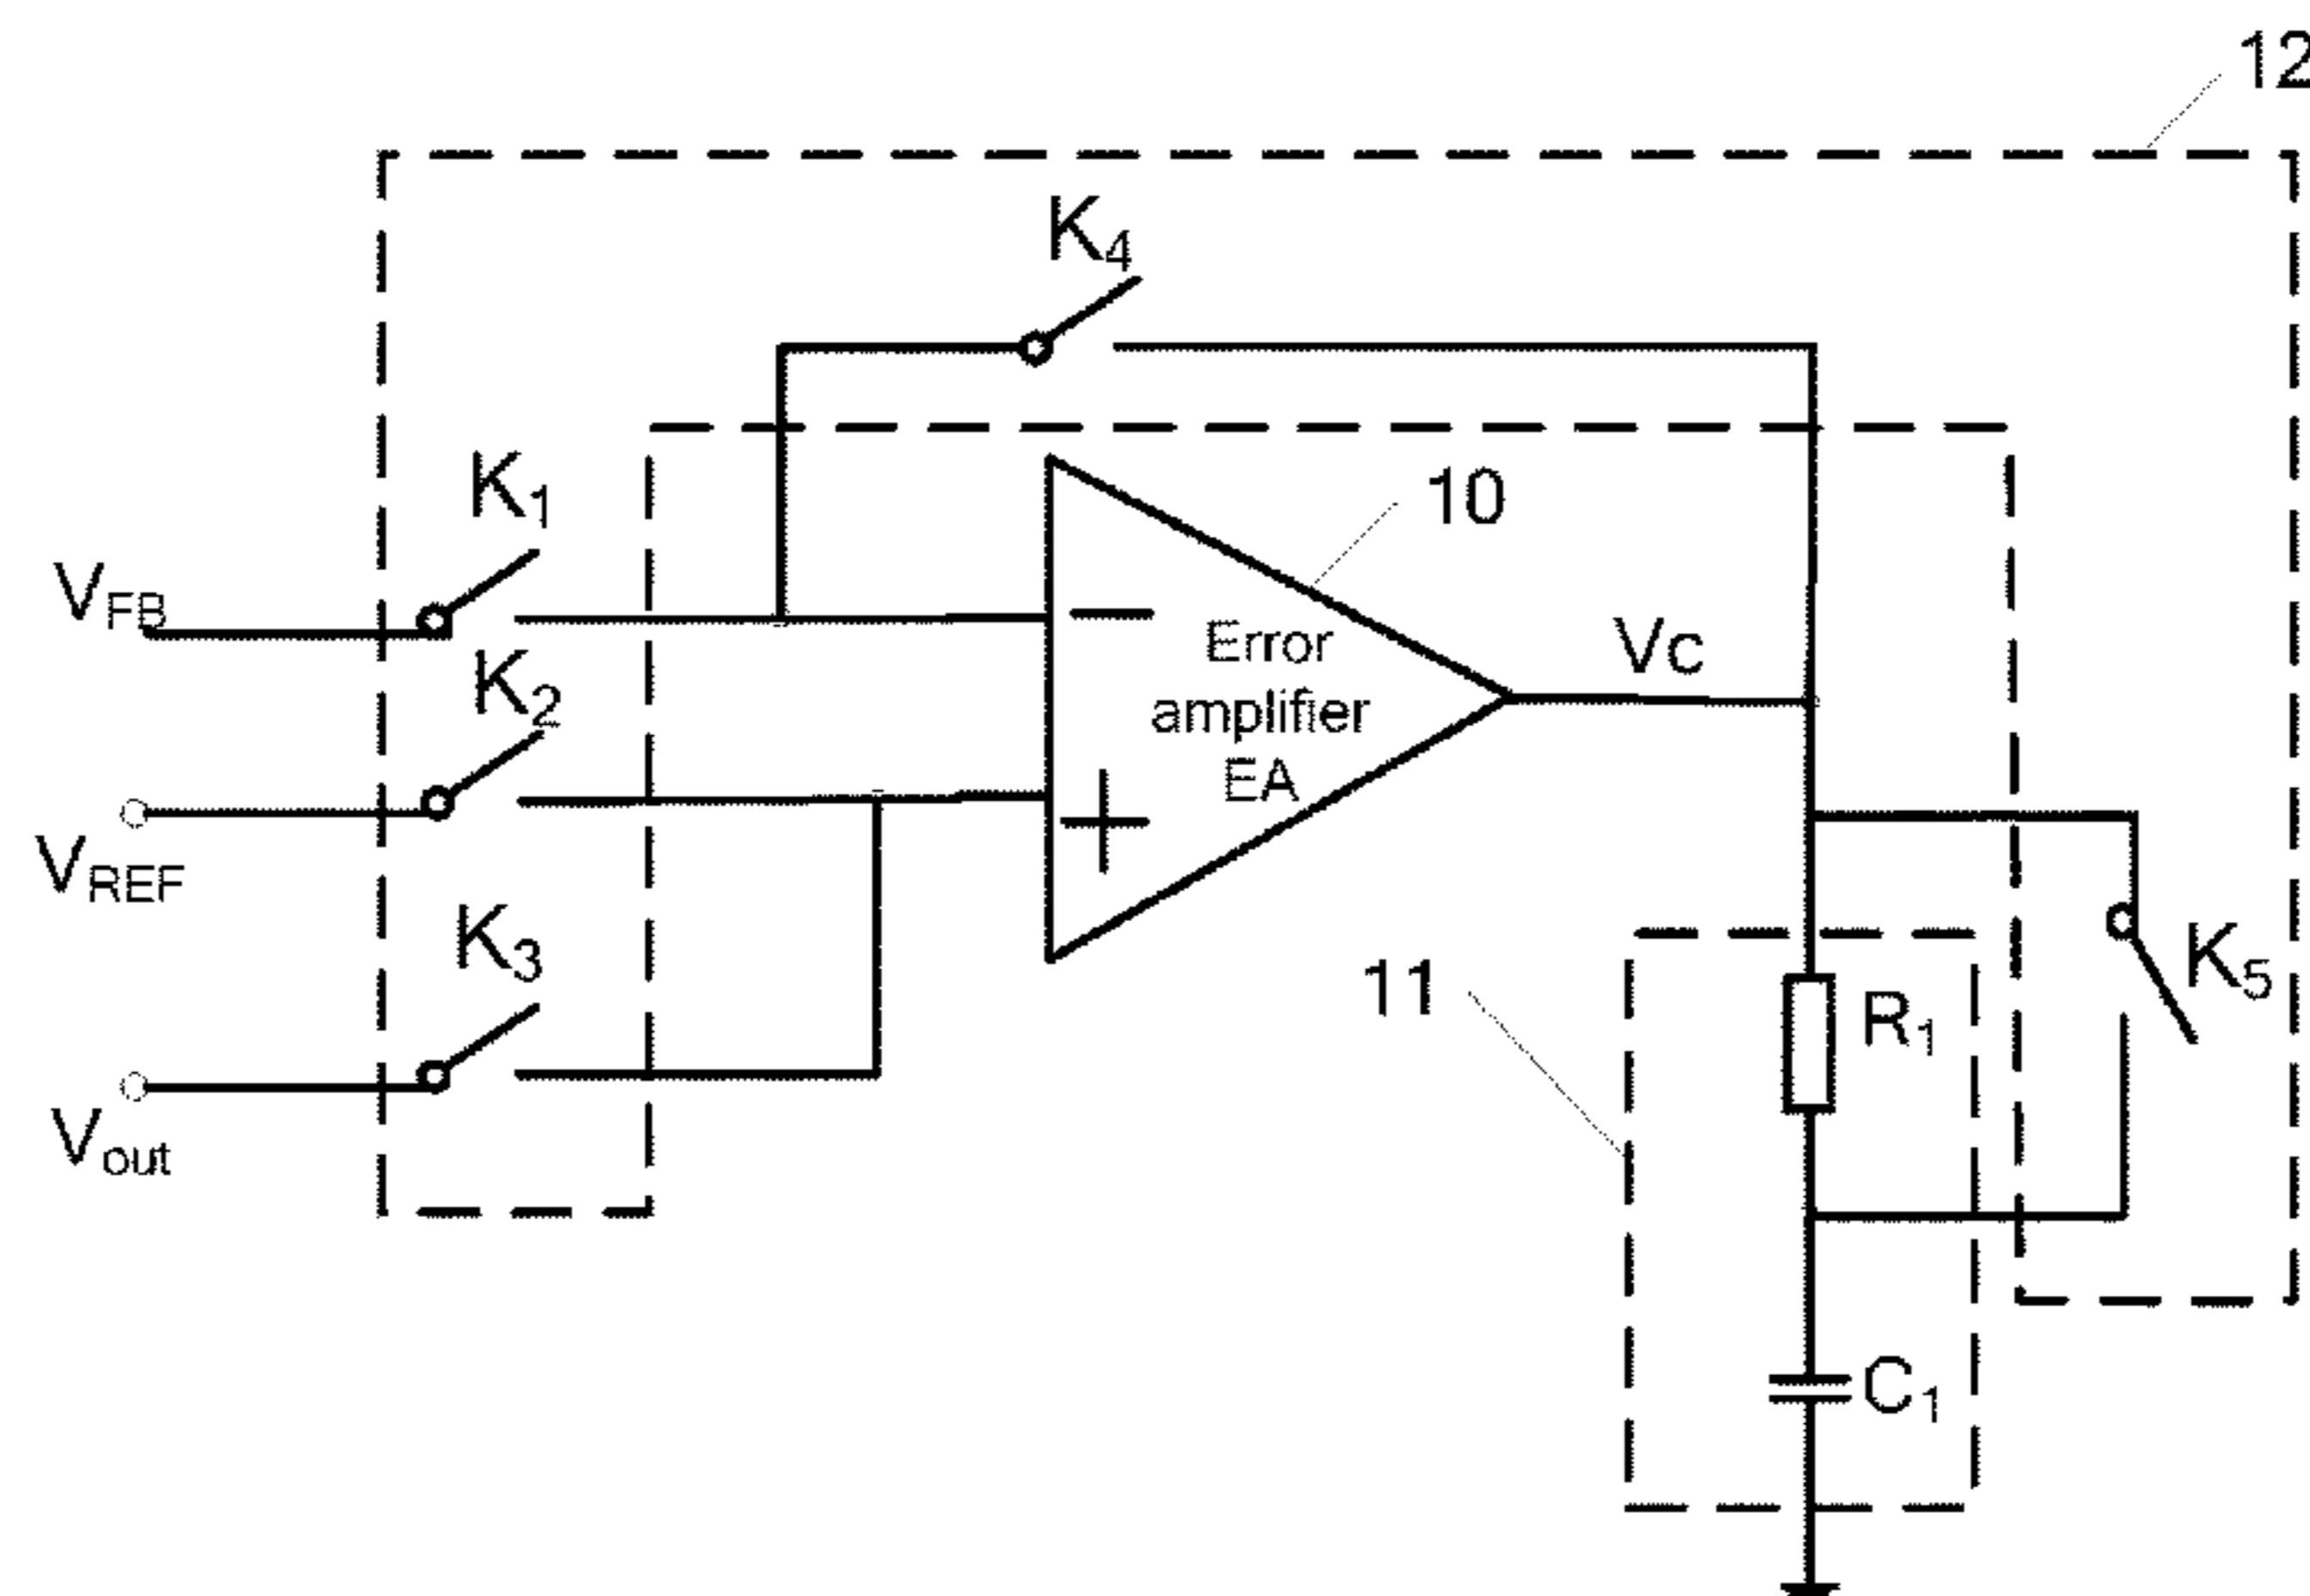 12
K4
K1
10
VFB
Error
amplifier
EA
Vc
K2
VREF
K3
11
R1
K5
Vout
C1